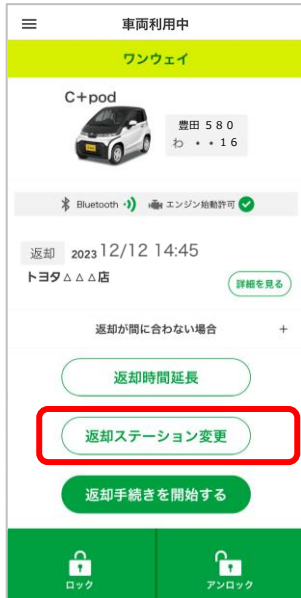 車両利用中
ワンウェイ
C+pod
豊田 580
わ ・・16
Bluetooth エンジン始動許可
返却 2023 12/12 14:45
トヨタ△△△店
詳細を見る
返却が間に合わない場合 +
返却時間延長
返却ステーション変更
返却手続きを開始する
ロック アンロック